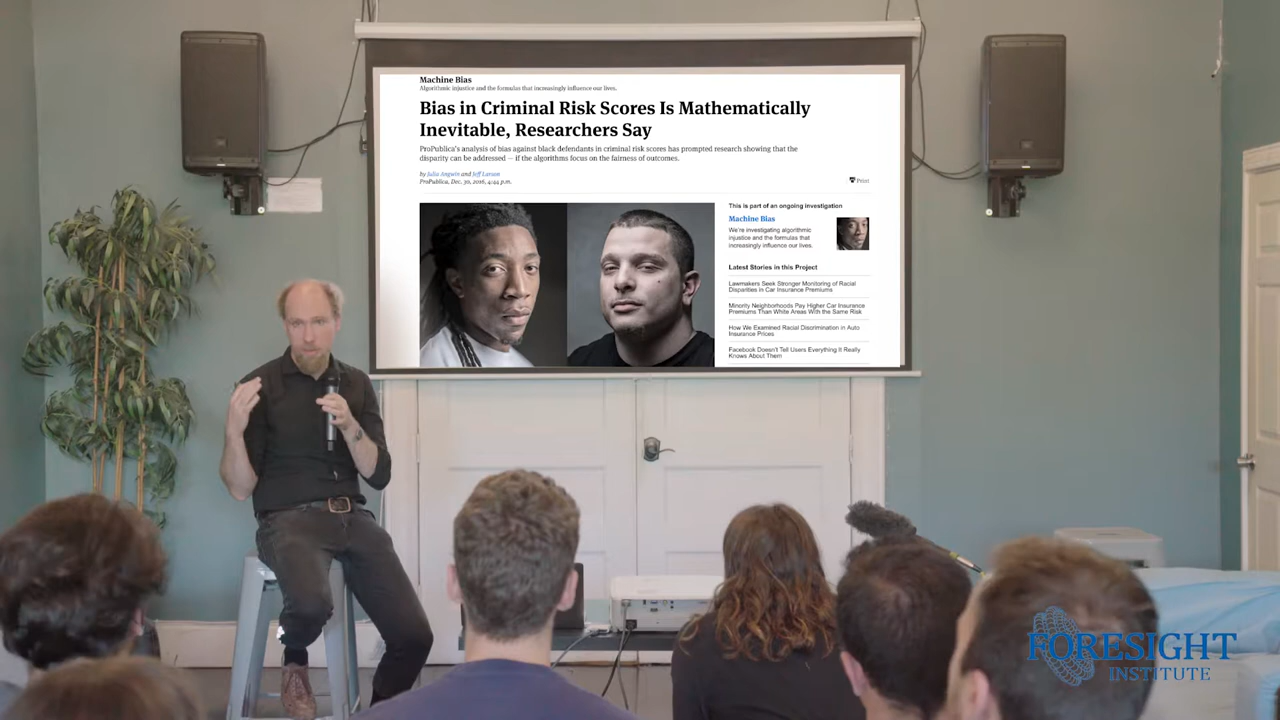 Machine Bias
Algorithmic injustice and the formulas that increasingly influence our lives.
Bias in Criminal Risk Scores Is Mathematically
Inevitable, Researchers Say
ProPublica's analysis of bias against black defendants in criminal risk scores has prompted research showing that the
disparity can be addressed — if the algorithms focus on the fairness of outcomes.
by Julia Angwin and Jeff Larson
ProPublica, Dec. 30, 2016, 4:44 p.m.
Print
This is part of an ongoing investigation
Machine Bias
We're investigating algorithmic
injustice and the formulas that
increasingly influence our lives.
Latest Stories in this Project
Lawmakers Seek Stronger Monitoring of Racial
Disparities in Car Insurance Premiums
Minority Neighborhoods Pay Higher Car Insurance
Premiums Than White Areas With the Same Risk
How We Examined Racial Discrimination in Auto
Insurance Prices
Facebook Doesn't Tell Users Everything It Really
Knows About Them
FORESIGHT
INSTITUTE